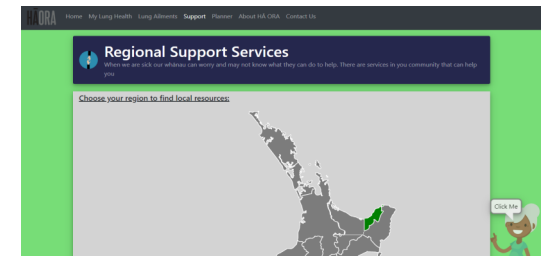 HĀORA Home My Lung Health Lung Ailments Support Planner About HĀ ORA Contact Us
Regional Support Services
When we are sick our whānau can worry and may not know what they can do to help. There are services in you community that can help
you.
Choose your region to find local resources:
Click Me